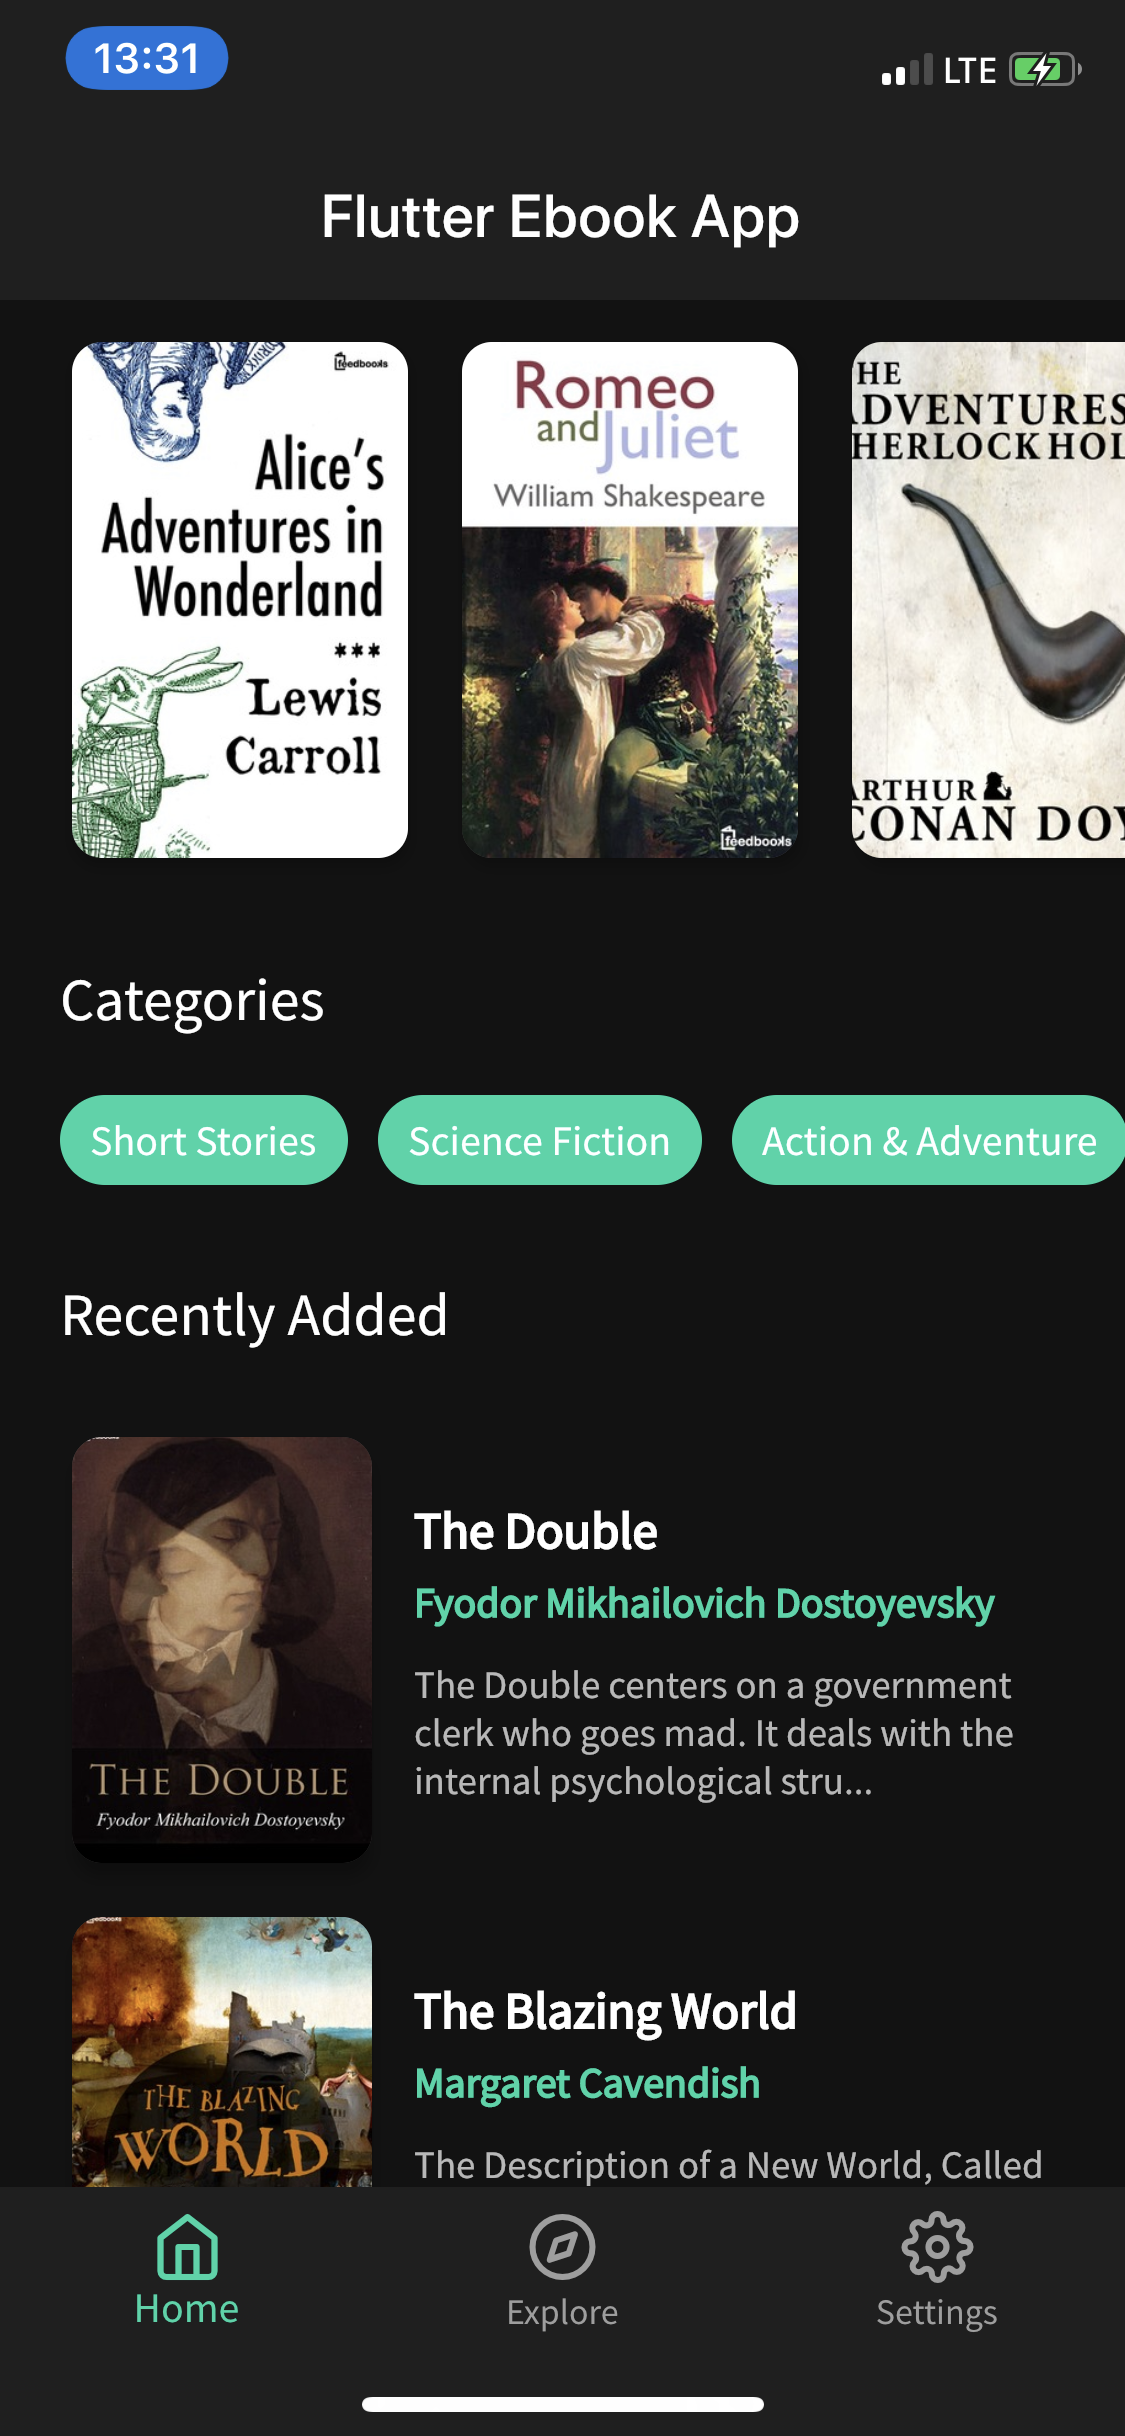 13:31
LTE
Flutter Ebook App
feedbooks
Alice's
Adventures in
Wonderland
***
Lewis
Carroll
Romeo
and Juliet
William Shakespeare
feedbooks
HE
ADVENTURES
HERLOCK HOL
ARTHUR
CONAN DOY
Categories
Short Stories
Science Fiction
Action & Adventure
Recently Added
THE DOUBLE
Fyodor Mikhailovich Dostoyevsky
The Double
Fyodor Mikhailovich Dostoyevsky
The Double centers on a government
clerk who goes mad. It deals with the
internal psychological stru...
THE BLAZING
WORLD
The Blazing World
Margaret Cavendish
The Description of a New World, Called
Home
Explore
Settings